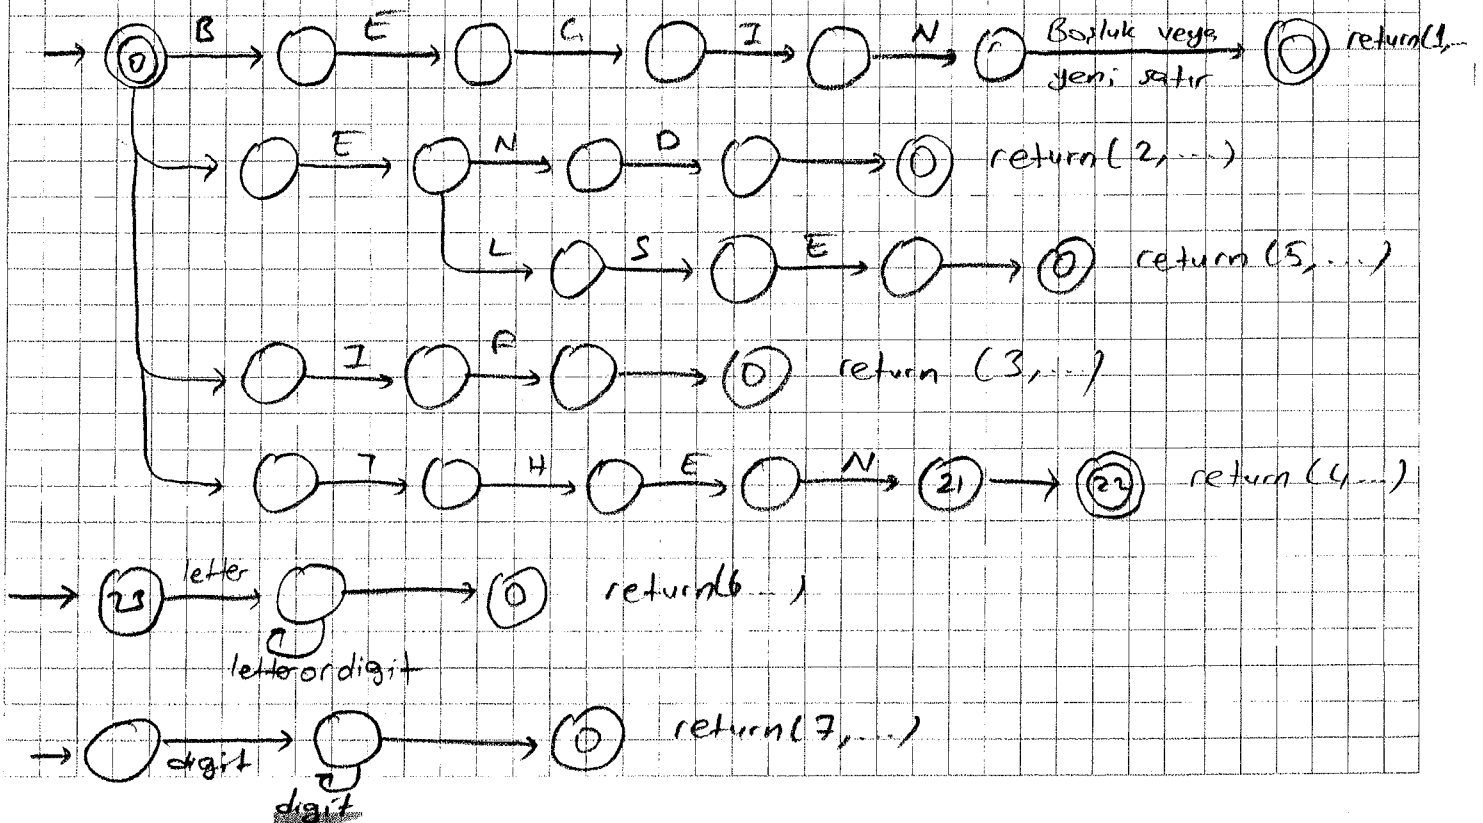 B E G I N Boşluk veya return(1,...
0 yeni satır
E N D return(2,...)
L S E return(5,...)
I F return (3,...)
T H E N 21 22 return(4...)
23 letter return(6...)
letter or digit
digit return(7,...)
digit